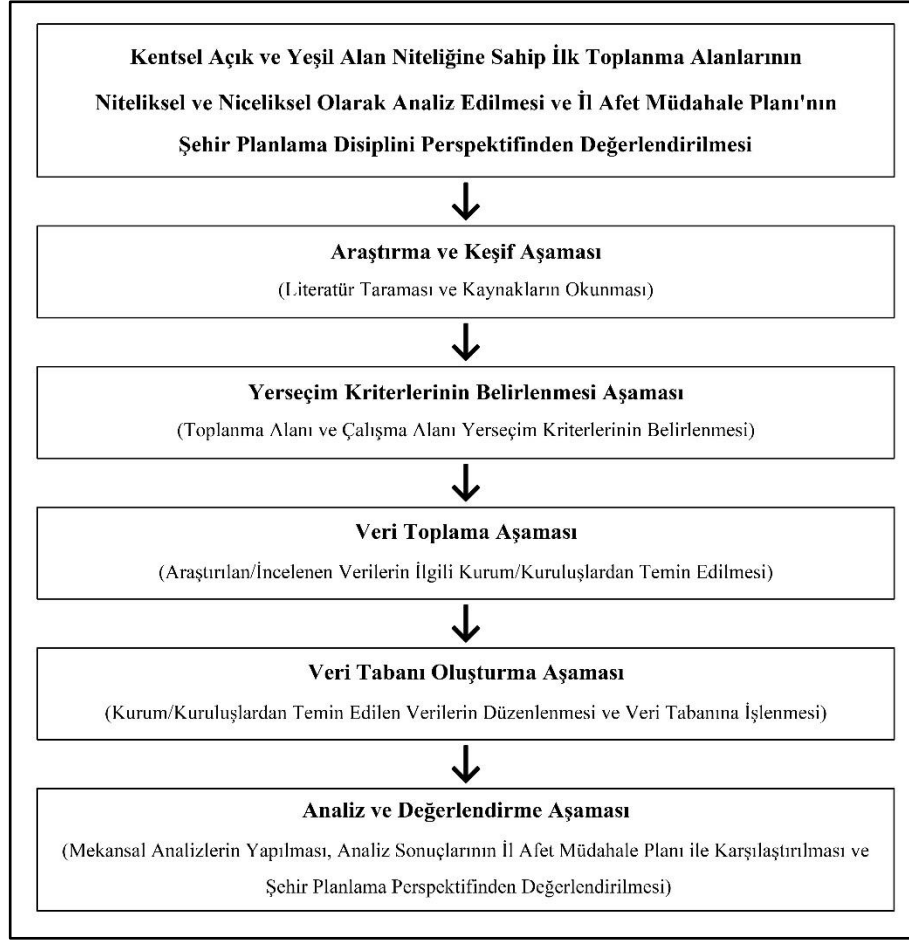 Kentsel Açık ve Yeşil Alan Niteliğine Sahip İlk Toplanma Alanlarının
Niteliksel ve Niceliksel Olarak Analiz Edilmesi ve İl Afet Müdahale Planı'nın
Şehir Planlama Disiplini Perspektifinden Değerlendirilmesi
Araştırma ve Keşif Aşaması
(Literatür Taraması ve Kaynakların Okunması)
Yerseçim Kriterlerinin Belirlenmesi Aşaması
(Toplanma Alanı ve Çalışma Alanı Yerseçim Kriterlerinin Belirlenmesi)
Veri Toplama Aşaması
(Araştırılan/İncelenen Verilerin İlgili Kurum/Kuruluşlardan Temin Edilmesi)
Veri Tabanı Oluşturma Aşaması
(Kurum/Kuruluşlardan Temin Edilen Verilerin Düzenlenmesi ve Veri Tabanına İşlenmesi)
Analiz ve Değerlendirme Aşaması
(Mekansal Analizlerin Yapılması, Analiz Sonuçlarının İl Afet Müdahale Planı ile Karşılaştırılması ve
Şehir Planlama Perspektifinden Değerlendirilmesi)